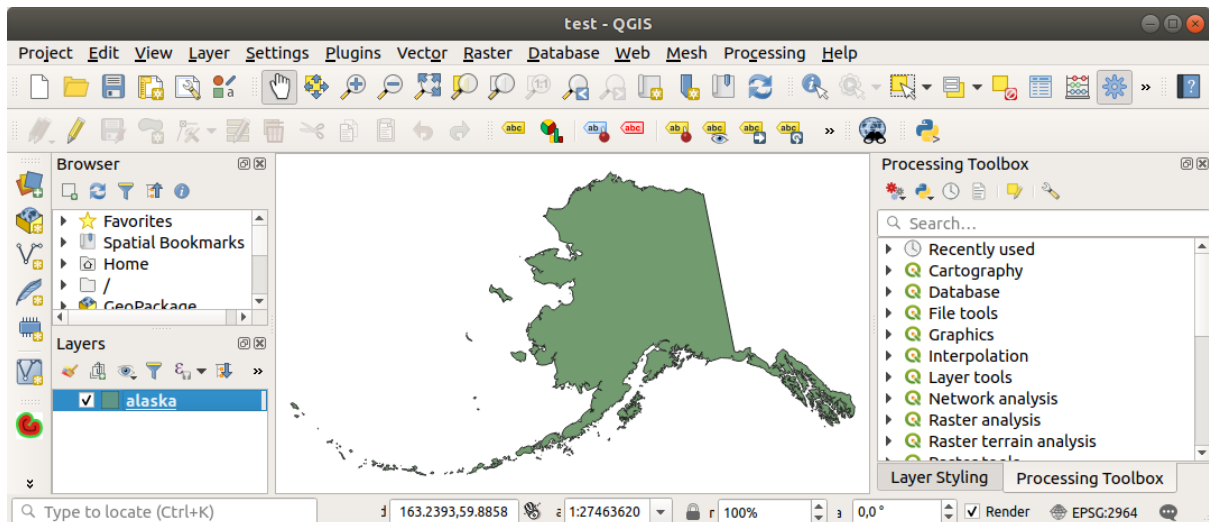 test - QGIS
Project Edit View Layer Settings Plugins Vector Raster Database Web Mesh Processing Help
Browser
Favorites
Spatial Bookmarks
Home
/
GeoPackage
Layers
alaska
Processing Toolbox
Search...
Recently used
Cartography
Database
File tools
Graphics
Interpolation
Layer tools
Network analysis
Raster analysis
Raster terrain analysis
Raster tools
Layer Styling Processing Toolbox
Type to locate (Ctrl+K) 163.2393,59.8858 1:27463620 100% 0,0 ° Render EPSG:2964